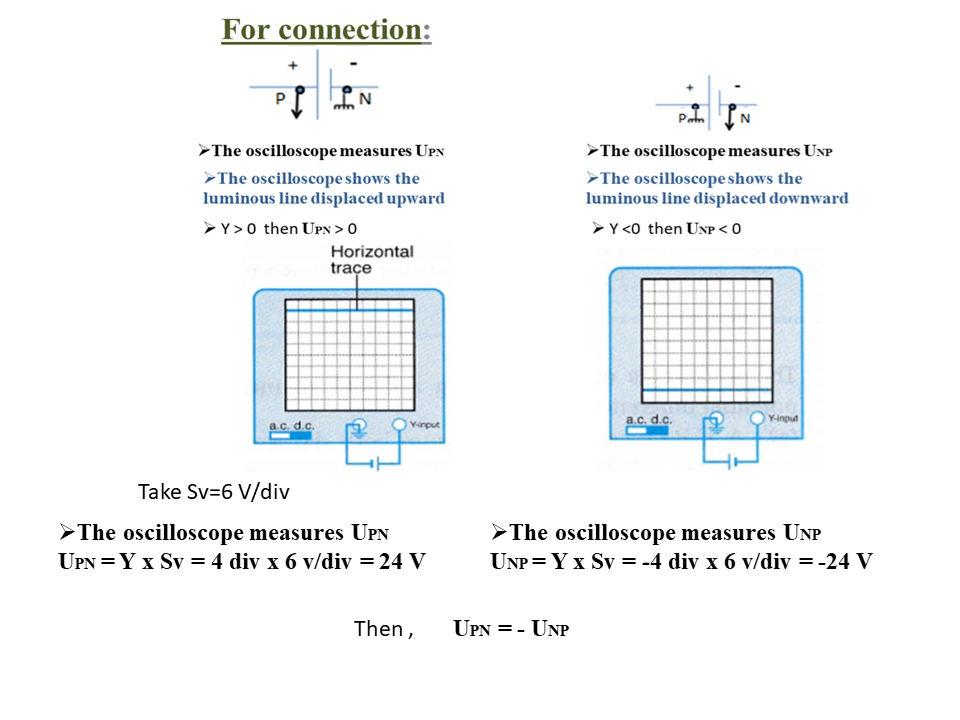 For connection:
+ -
P N
+ -
P N
➢The oscilloscope measures UPN
➢The oscilloscope shows the
luminous line displaced upward
➢ Y > 0 then UPN > 0
➢The oscilloscope measures UNP
➢The oscilloscope shows the
luminous line displaced downward
➢ Y <0 then UNP < 0
Horizontal
trace
a.c. d.c.
Y-input
a.c. d.c.
Y-input
Take Sv=6 V/div
➢The oscilloscope measures UPN
UPN = Y x Sv = 4 div x 6 v/div = 24 V
➢The oscilloscope measures UNP
UNP = Y x Sv = -4 div x 6 v/div = -24 V
Then , UPN = - UNP